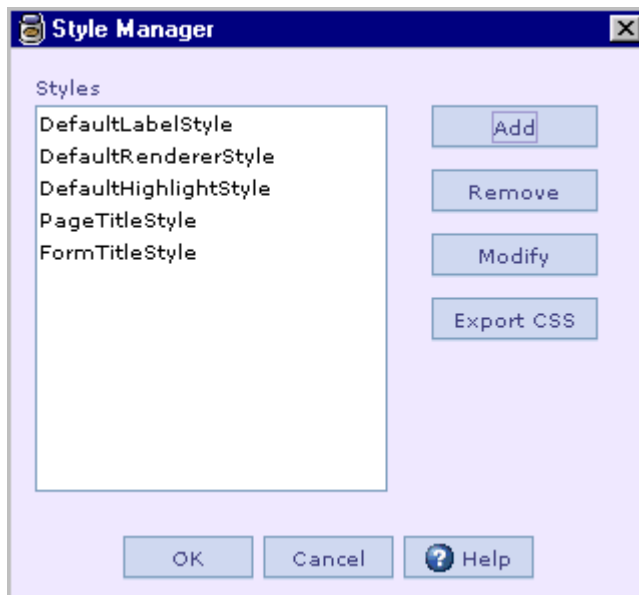 Style Manager
Styles
DefaultLabelStyle
DefaultRendererStyle
DefaultHighlightStyle
PageTitleStyle
FormTitleStyle
Add
Remove
Modify
Export CSS
OK
Cancel
Help